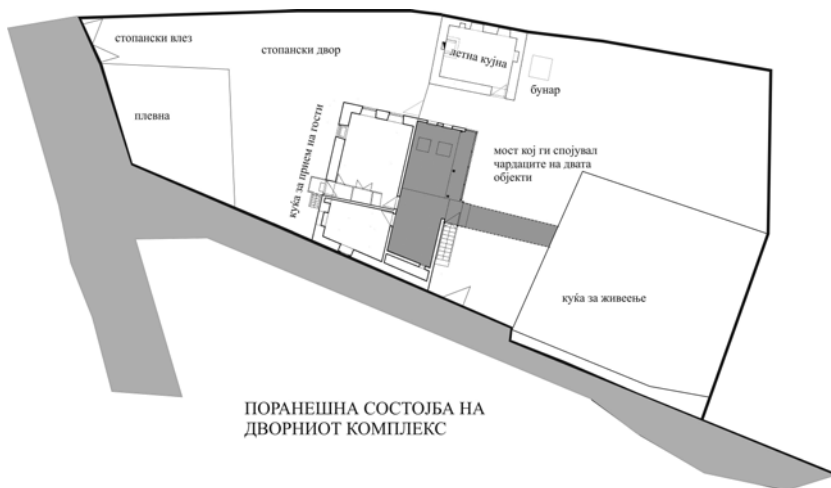 стопански влез
стопански двор
летна кујна
бунар
плевна
куќа за прием на гости
мост кој ги спојувал
чардаците на двата
објекти
куќа за живеење
ПОРАНЕШНА СОСТОЈБА НА
ДВОРНИОТ КОМПЛЕКС